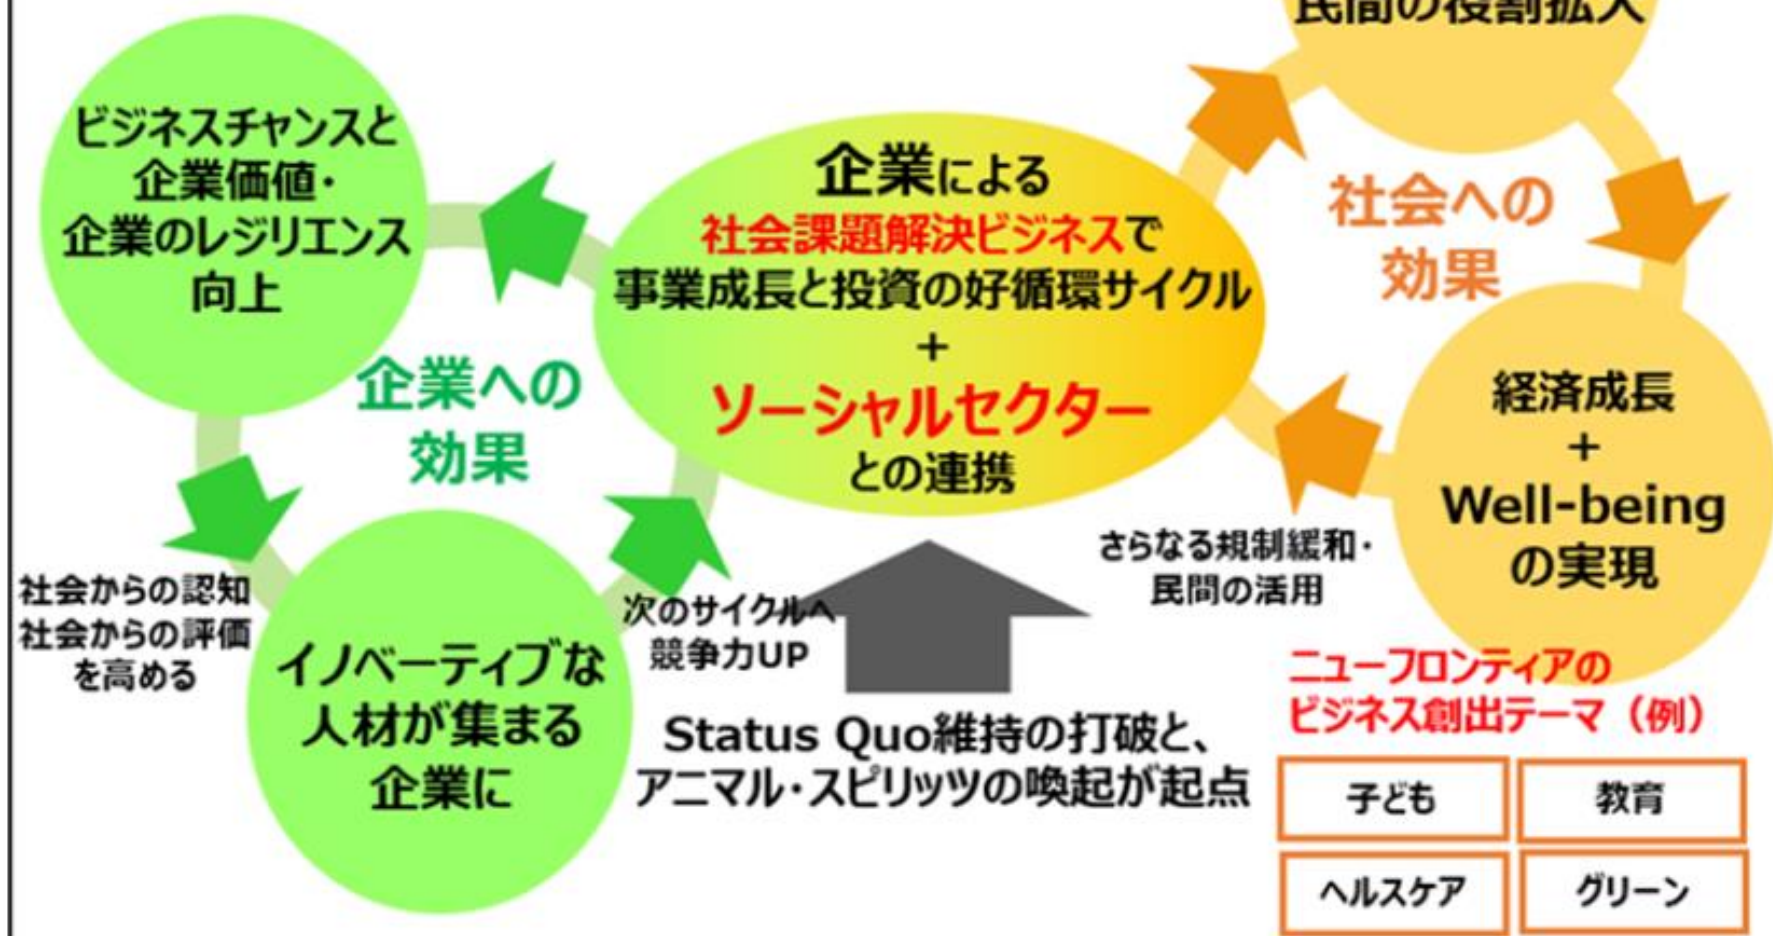 民間の役割拡大
ビジネスチャンスと
企業価値・
企業のレジリエンス
向上
企業による
社会課題解決ビジネスで
事業成長と投資の好循環サイクル
+
ソーシャルセクター
との連携
社会への
効果
企業への
効果
経済成長
+
Well-being
の実現
さらなる規制緩和・
民間の活用
社会からの認知
社会からの評価
を高める
イノベーティブな
人材が集まる
企業に
次のサイクルへ
競争力UP
Status Quo維持の打破と、
アニマル・スピリッツの喚起が起点
ニューフロンティアの
ビジネス創出テーマ（例）
子ども
教育
ヘルスケア
グリーン